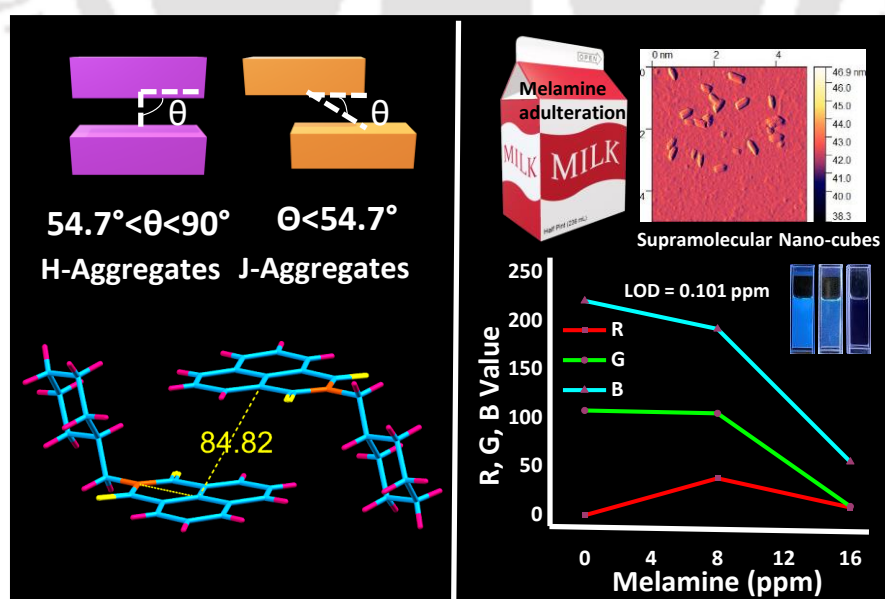 θ
θ
54.7°<θ<90°
Θ<54.7°
H-Aggregates
J-Aggregates
84.82
OPEN
Melamine
adulteration
MILK
MILK
Half Pint (236 mL)
0 nm
2
4
0
2
4
46.9 nm
46.0
45.0
44.0
43.0
42.0
41.0
40.0
38.3
Supramolecular Nano-cubes
LOD = 0.101 ppm
R
G
B
R, G, B Value
250
200
150
100
50
0
0
4
8
12
16
Melamine (ppm)